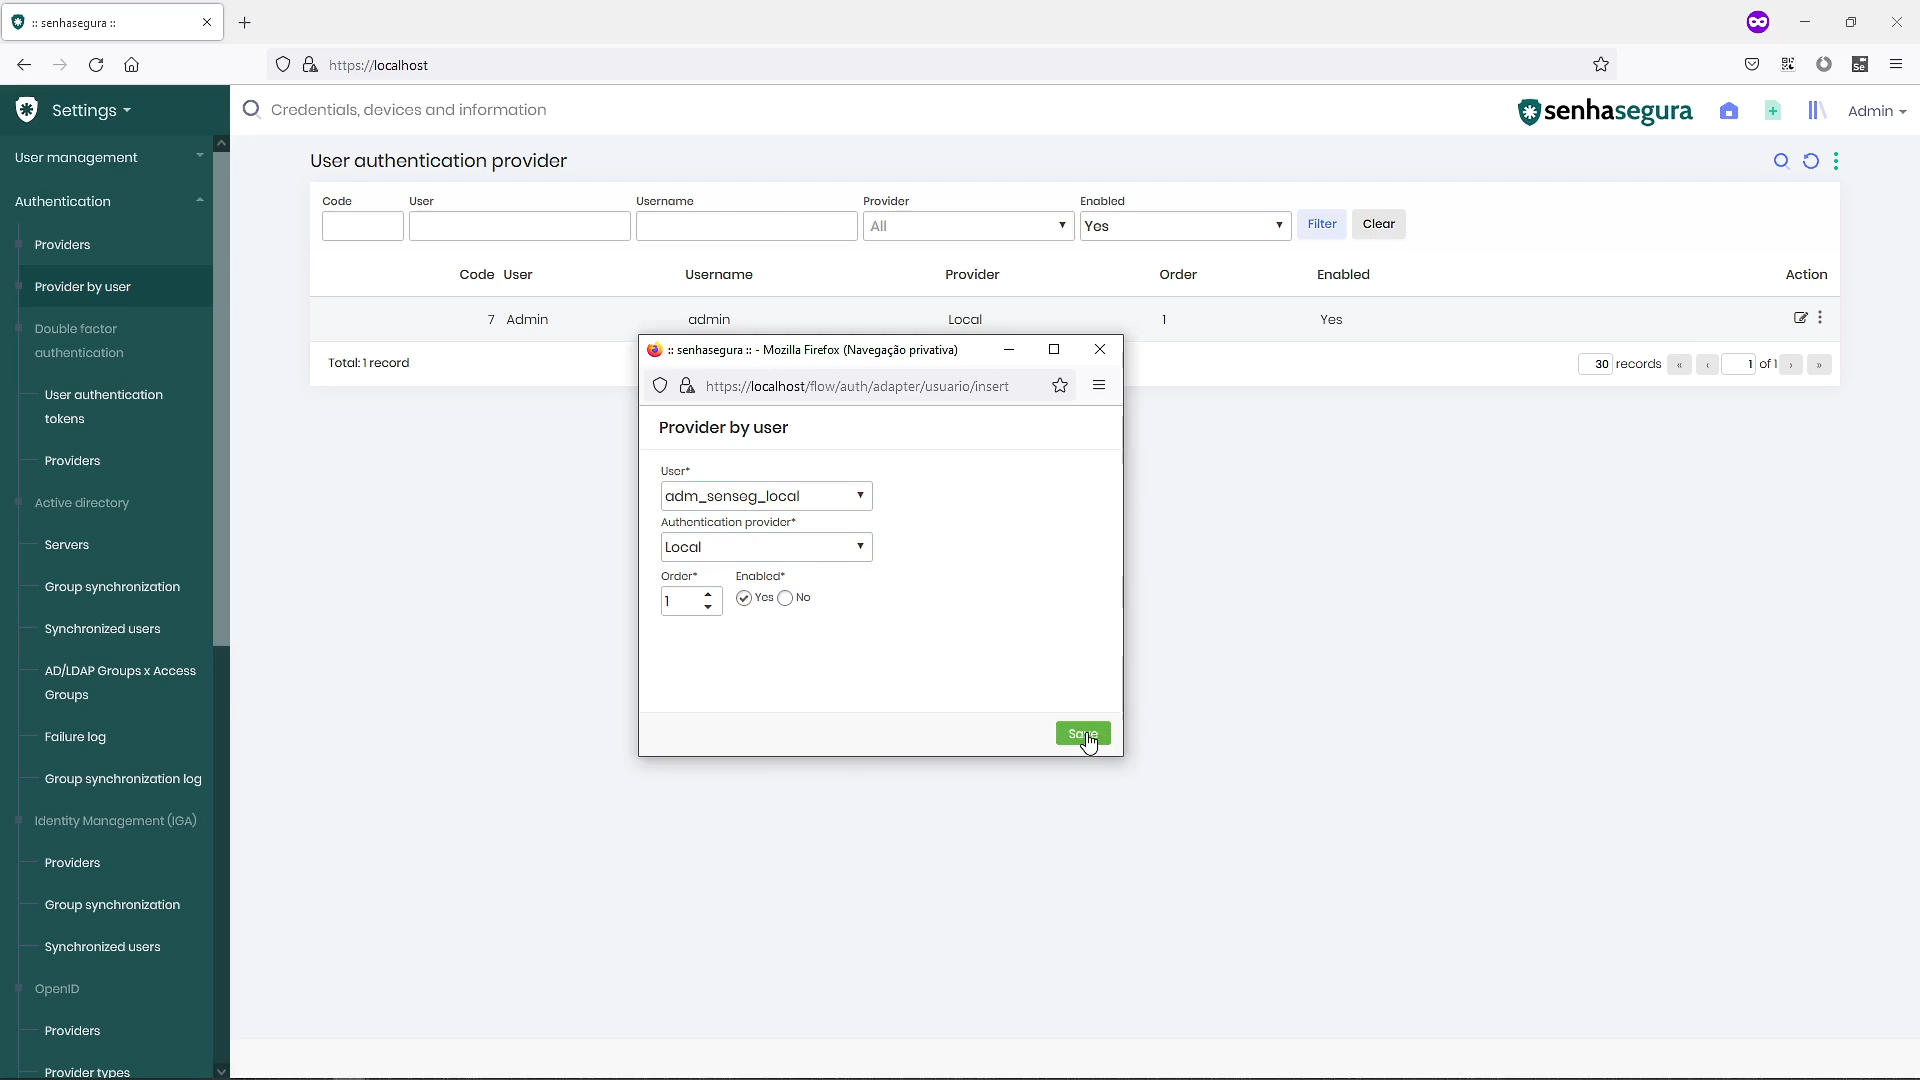 :: senhasegura ::
https://localhost
Settings
Credentials, devices and information
senhasegura
Admin
User management
Authentication
Providers
Provider by user
Double factor
authentication
User authentication
tokens
Providers
Active directory
Servers
Group synchronization
Synchronized users
AD/LDAP Groups x Access
Groups
Failure log
Group synchronization log
Identity Management (IGA)
Providers
Group synchronization
Synchronized users
OpenID
Providers
Provider types
User authentication provider
Code User Username Provider Enabled
All Yes Filter Clear
Code User Username Provider Order Enabled Action
7 Admin admin Local 1 Yes
Total: 1 record
30 records « ‹ 1 of 1 › »
:: senhasegura :: - Mozilla Firefox (Navegação privativa)
https://localhost/flow/auth/adapter/usuario/insert
Provider by user
User*
adm_senseg_local
Authentication provider*
Local
Order* Enabled*
1 Yes No
Save
Se